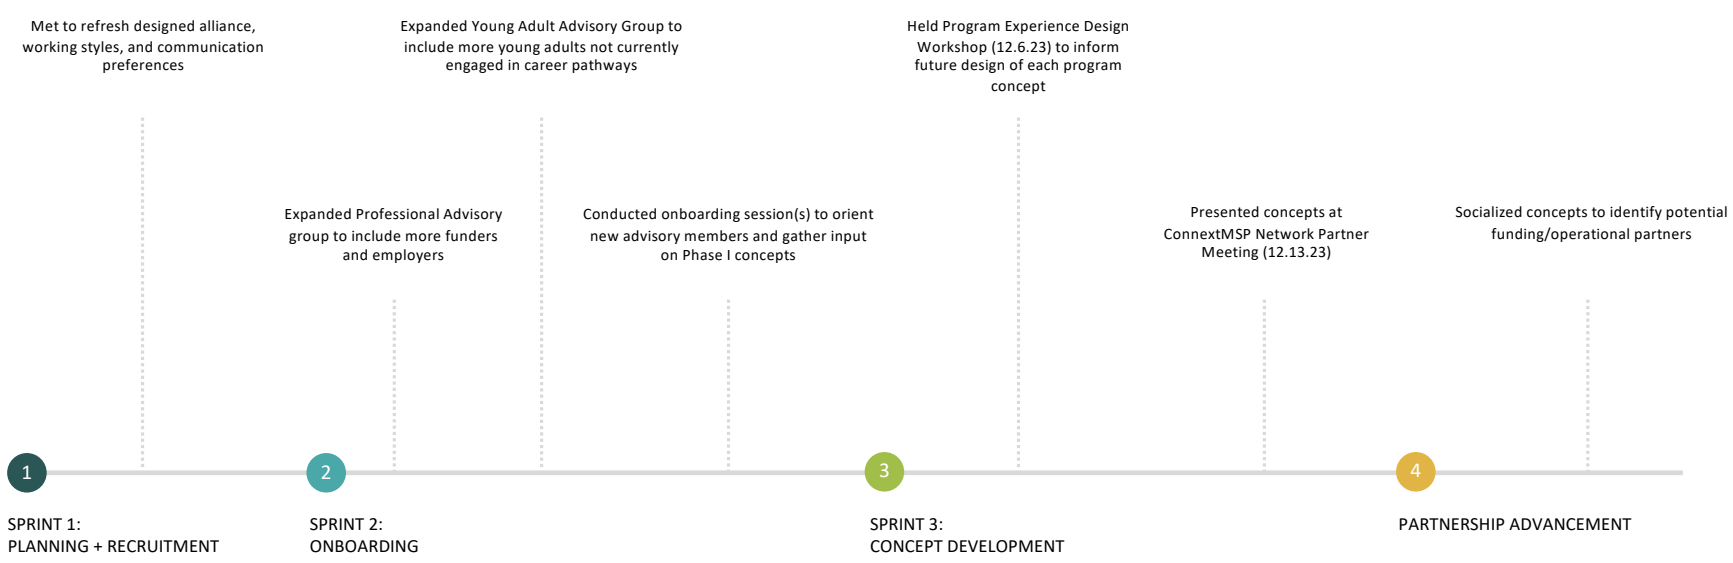 Met to refresh designed alliance,
working styles, and communication
preferences
Expanded Young Adult Advisory Group to
include more young adults not currently
engaged in career pathways
Held Program Experience Design
Workshop (12.6.23) to inform
future design of each program
concept
Expanded Professional Advisory
group to include more funders
and employers
Conducted onboarding session(s) to orient
new advisory members and gather input
on Phase I concepts
Presented concepts at
ConnextMSP Network Partner
Meeting (12.13.23)
Socialized concepts to identify potential
funding/operational partners
1
2
3
4
SPRINT 1:
PLANNING + RECRUITMENT
SPRINT 2:
ONBOARDING
SPRINT 3:
CONCEPT DEVELOPMENT
PARTNERSHIP ADVANCEMENT